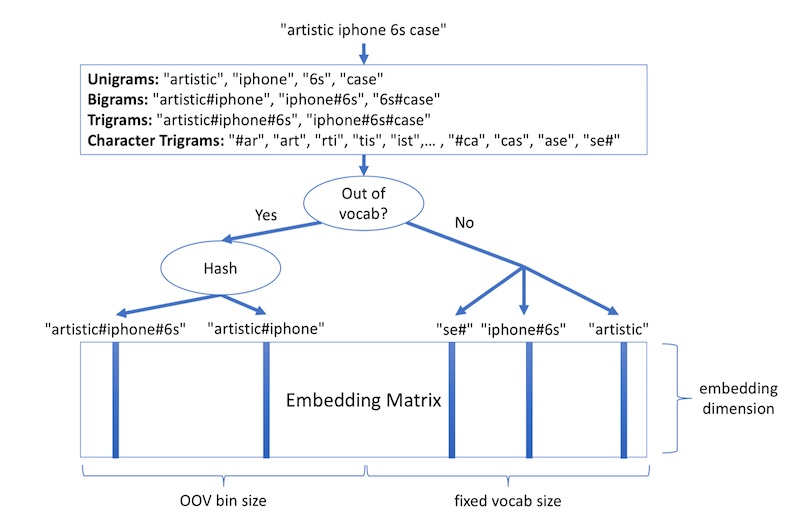 "artistic iphone 6s case"
Unigrams: "artistic", "iphone", "6s", "case"
Bigrams: "artistic#iphone", "iphone#6s", "6s#case"
Trigrams: "artistic#iphone#6s", "iphone#6s#case"
Character Trigrams: "#ar", "art", "rti", "tis", "ist",... , "#ca", "cas", "ase", "se#"
Out of
vocab?
Yes
No
Hash
"artistic#iphone#6s"
"artistic#iphone"
"se#"
"iphone#6s"
"artistic"
Embedding Matrix
embedding
dimension
OOV bin size
fixed vocab size